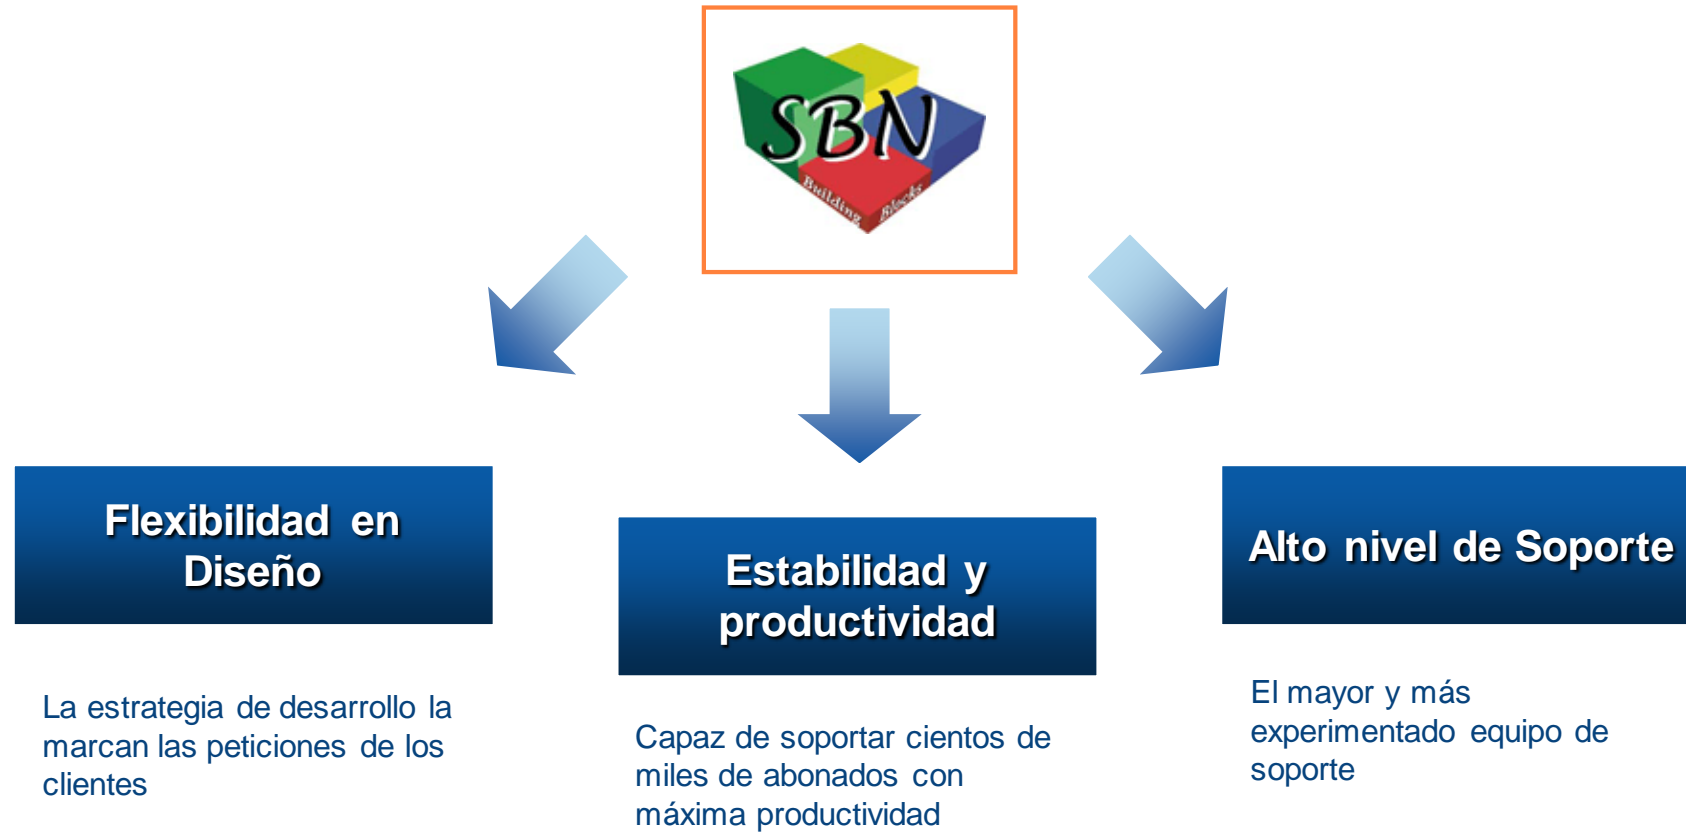 SBN
Building Blocks
Flexibilidad en
Diseño
La estrategia de desarrollo la
marcan las peticiones de los
clientes
Estabilidad y
productividad
Capaz de soportar cientos de
miles de abonados con
máxima productividad
Alto nivel de Soporte
El mayor y más
experimentado equipo de
soporte